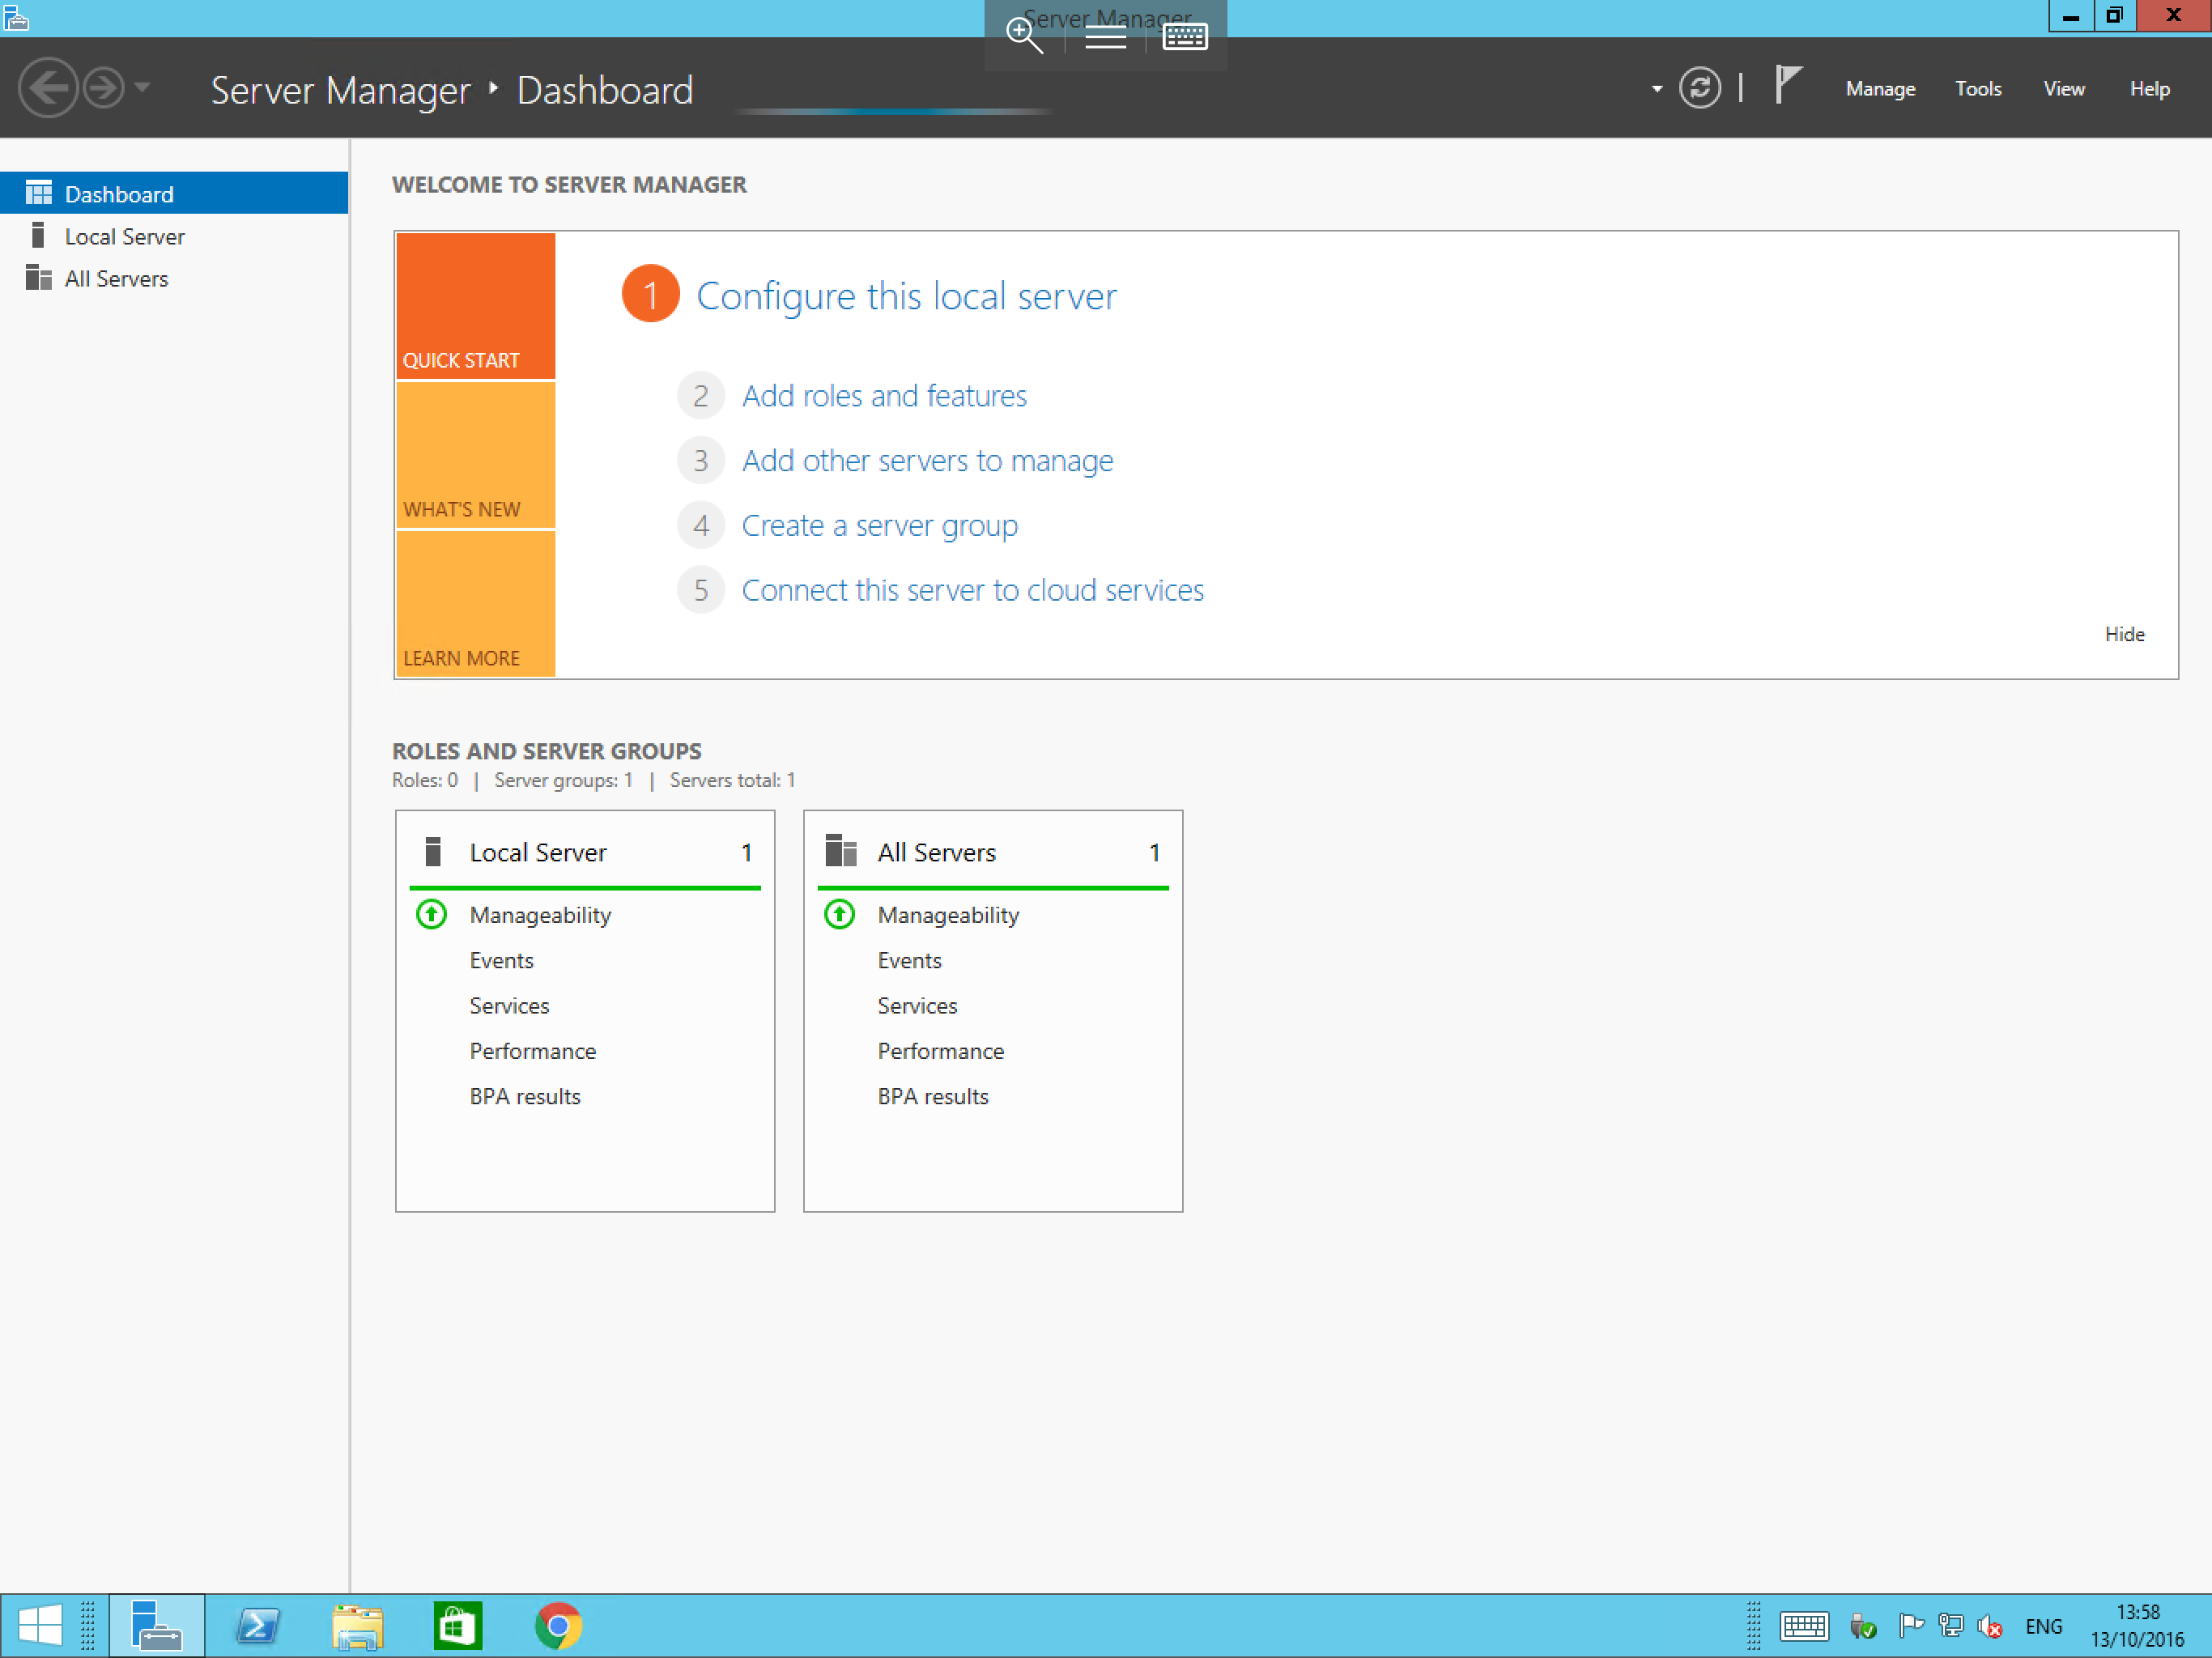 Server Manager
Server Manager ‣ Dashboard
Manage Tools View Help
Dashboard
Local Server
All Servers
WELCOME TO SERVER MANAGER
QUICK START
WHAT'S NEW
LEARN MORE
1 Configure this local server
2 Add roles and features
3 Add other servers to manage
4 Create a server group
5 Connect this server to cloud services
Hide
ROLES AND SERVER GROUPS
Roles: 0 | Server groups: 1 | Servers total: 1
Local Server 1
Manageability
Events
Services
Performance
BPA results
All Servers 1
Manageability
Events
Services
Performance
BPA results
ENG
13:58
13/10/2016